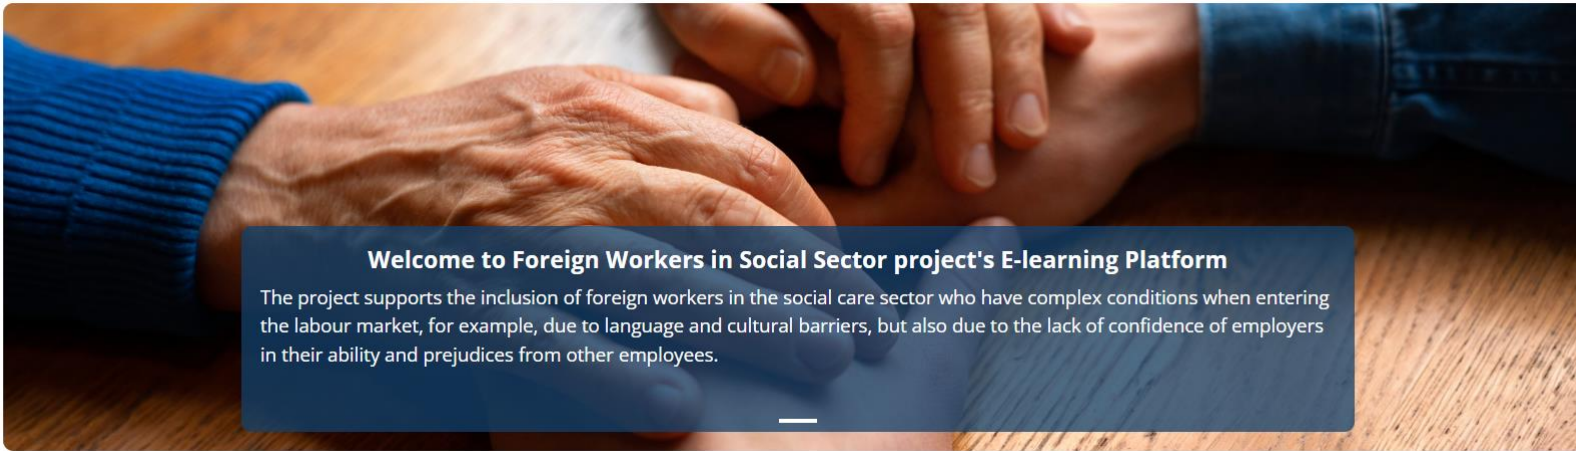 Welcome to Foreign Workers in Social Sector project's E-learning Platform
The project supports the inclusion of foreign workers in the social care sector who have complex conditions when entering
the labour market, for example, due to language and cultural barriers, but also due to the lack of confidence of employers
in their ability and prejudices from other employees.